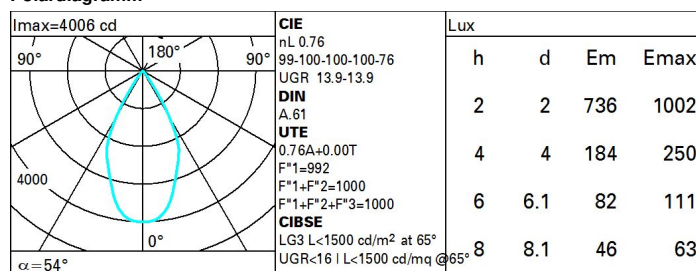 Imax=4006 cd
90° 180° 90°
4000
0°
α=54°
CIE
nL 0.76
99-100-100-100-76
UGR 13.9-13.9
DIN
A.61
UTE
0.76A+0.00T
F"1=992
F"1+F"2=1000
F"1+F"2+F"3=1000
CIBSE
LG3 L<1500 cd/m² at 65°
UGR<16 | L<1500 cd/mq @65°
Lux
h d Em Emax
2 2 736 1002
4 4 184 250
6 6.1 82 111
8 8.1 46 63